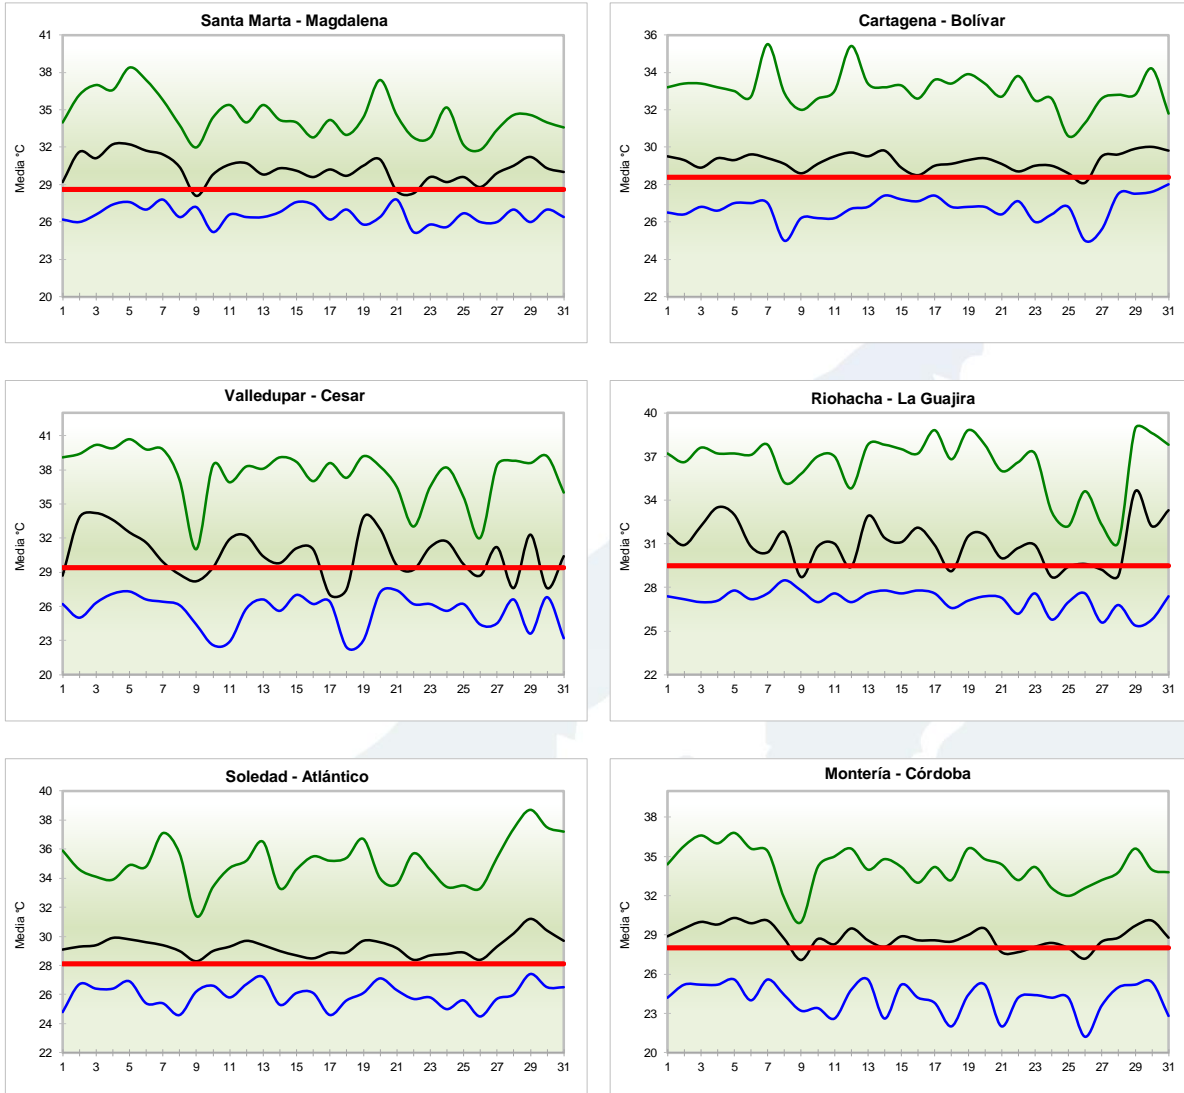 Santa Marta - Magdalena
Media °C
41
38
35
32
29
26
23
20
1 3 5 7 9 11 13 15 17 19 21 23 25 27 29 31
Cartagena - Bolívar
Media °C
36
34
32
30
28
26
24
22
1 3 5 7 9 11 13 15 17 19 21 23 25 27 29 31
Valledupar - Cesar
Media °C
41
38
35
32
29
26
23
20
1 3 5 7 9 11 13 15 17 19 21 23 25 27 29 31
Riohacha - La Guajira
Media °C
40
37
34
31
28
25
22
1 3 5 7 9 11 13 15 17 19 21 23 25 27 29 31
Soledad - Atlántico
Media °C
40
38
36
34
32
30
28
26
24
22
1 3 5 7 9 11 13 15 17 19 21 23 25 27 29 31
Montería - Córdoba
Media °C
38
35
32
29
26
23
20
1 3 5 7 9 11 13 15 17 19 21 23 25 27 29 31